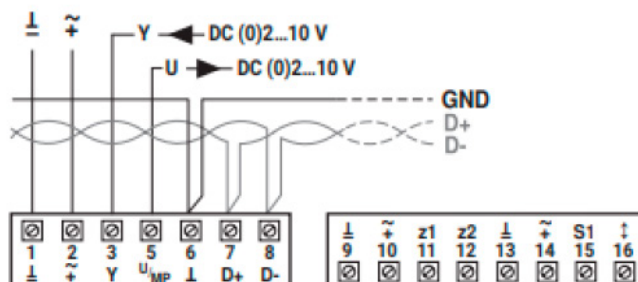 ⊥ ~
– +
Y DC (0)2...10 V
U DC (0)2...10 V
GND
D+
D-
1 2 3 5 6 7 8
⊥ ~+ Y U/MP ⊥ D+ D-
⊥ ~+ z1 z2 ⊥ ~+ S1 ↕
9 10 11 12 13 14 15 16